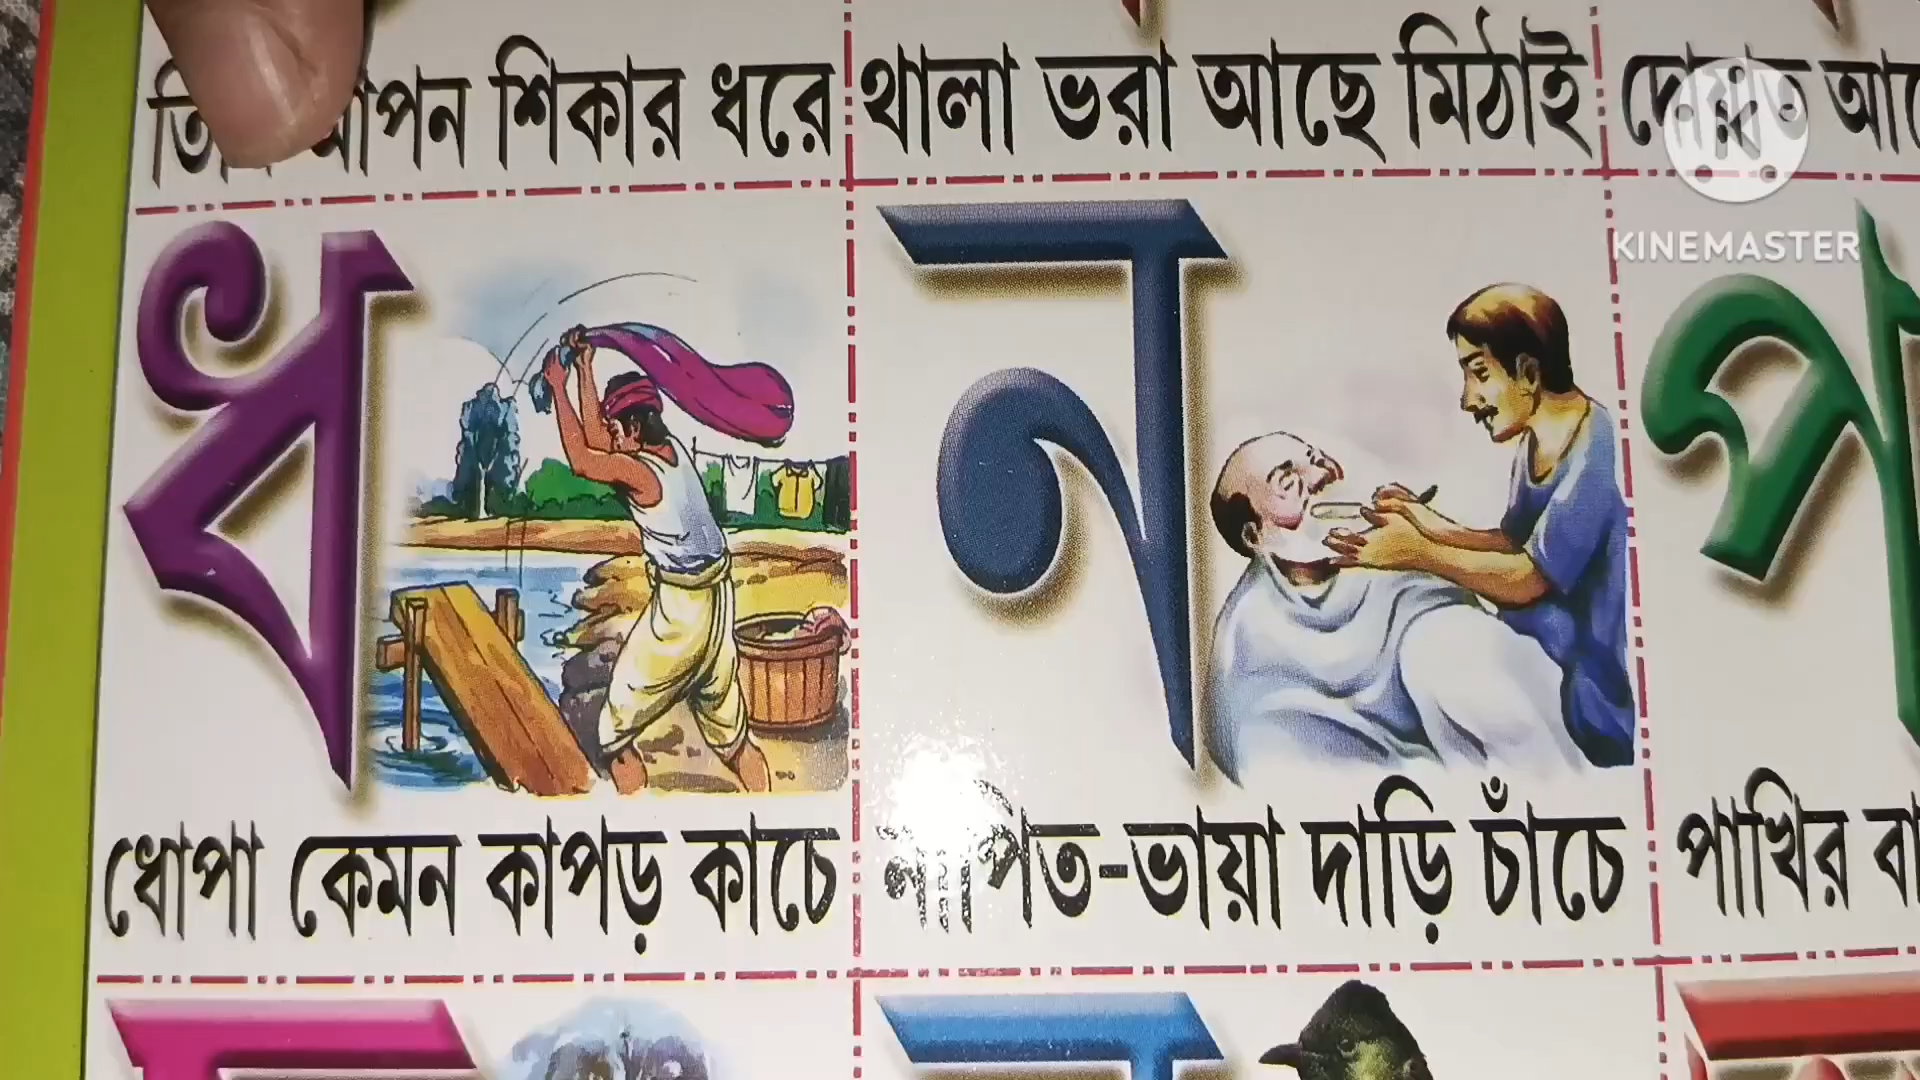 আপন শিকার ধরে থালা ভরা আছে মিঠাই দোয়াত
KINEMASTER
ধ ন প
ধোপা কেমন কাপড় কাচে নাপিত-ভায়া দাড়ি চাঁচে পাখির